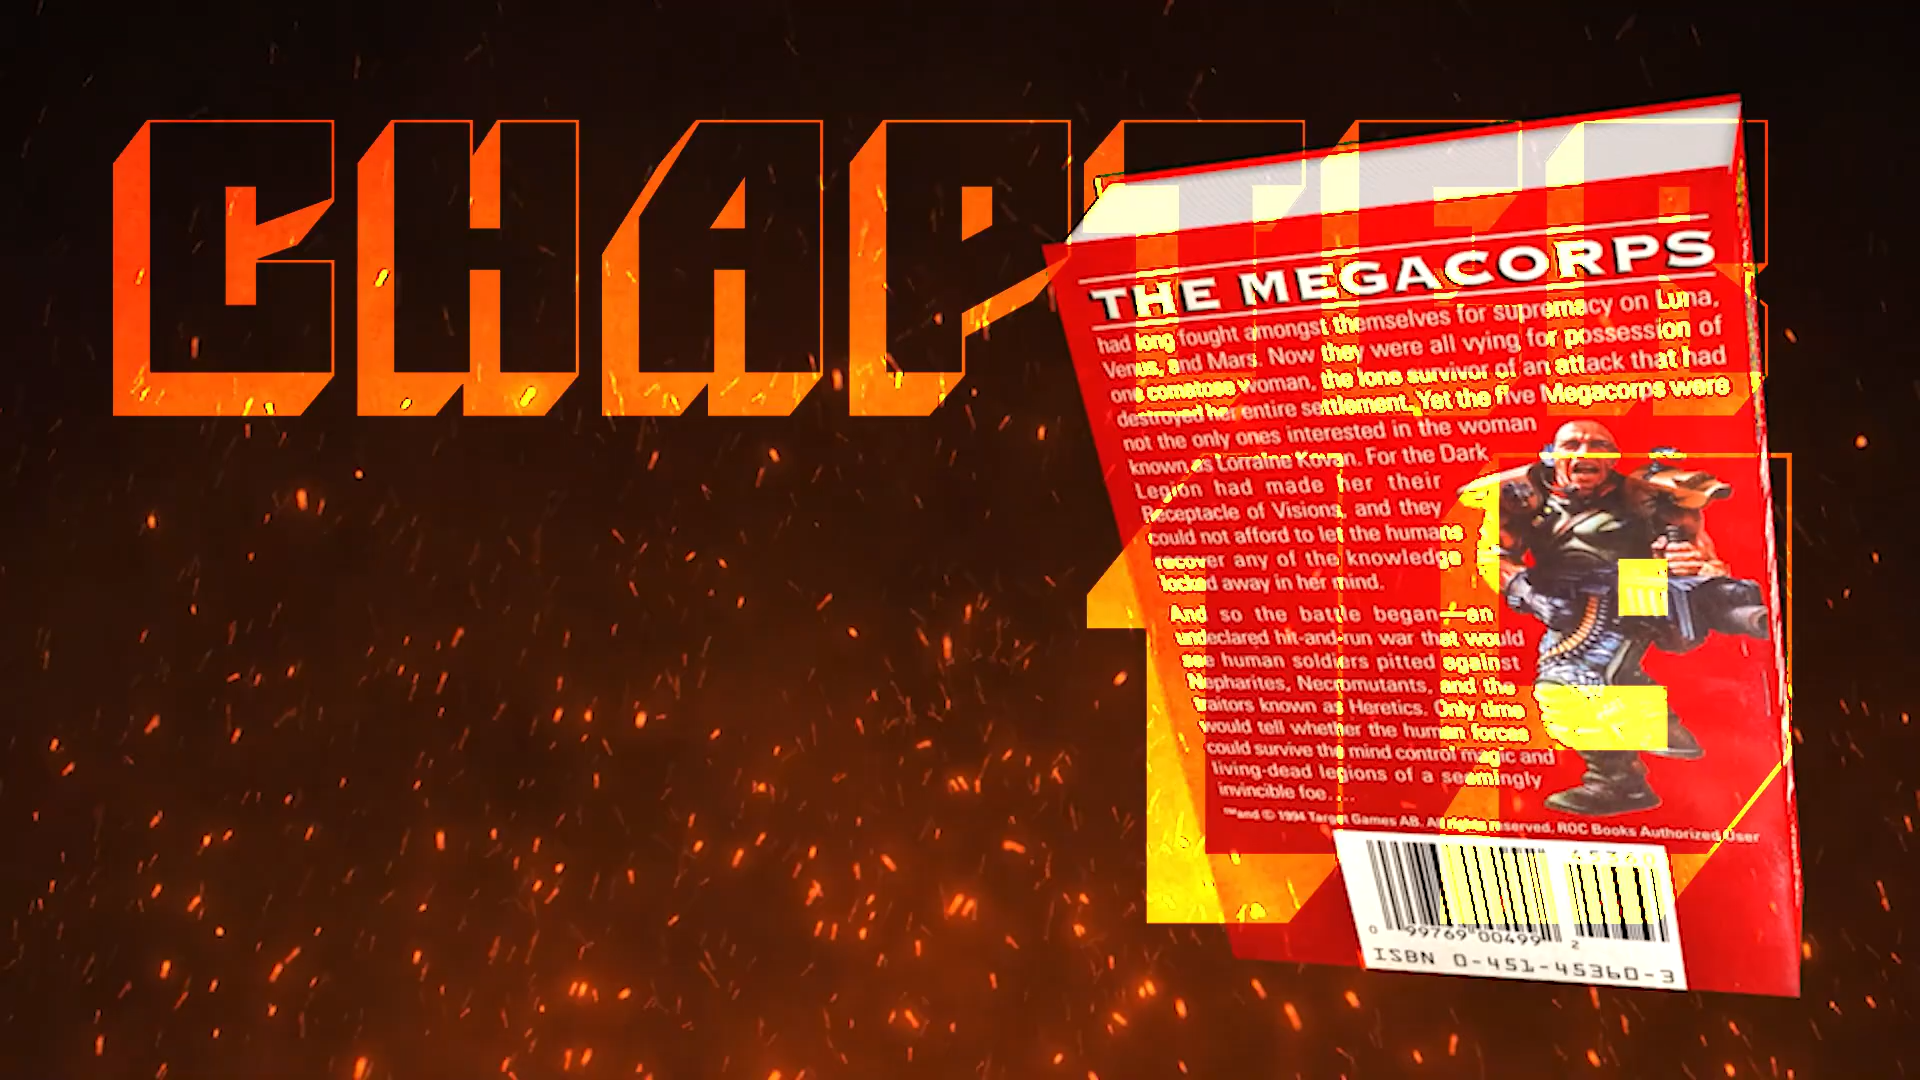 CHAPTER
THE MEGACORPS
had long fought amongst themselves for supremacy on Luna,
Venus, and Mars. Now they were all vying for possession of
one comatose woman, the lone survivor of an attack that had
destroyed her entire settlement. Yet the five Megacorps were
not the only ones interested in the woman
known as Lorraine Kovan. For the Dark
Legion had made her their
Receptacle of Visions, and they
could not afford to let the humans
recover any of the knowledge
locked away in her mind.
And so the battle began—an
undeclared hit-and-run war that would
see human soldiers pitted against
Nepharites, Necromutants, and the
traitors known as Heretics. Only time
would tell whether the human forces
could survive the mind control magic and
living-dead legions of a seemingly
invincible foe....
™and © 1994 Target Games AB. All rights reserved. ROC Books Authorized User
45360
0 99769 00499 2
ISBN 0-451-45360-3